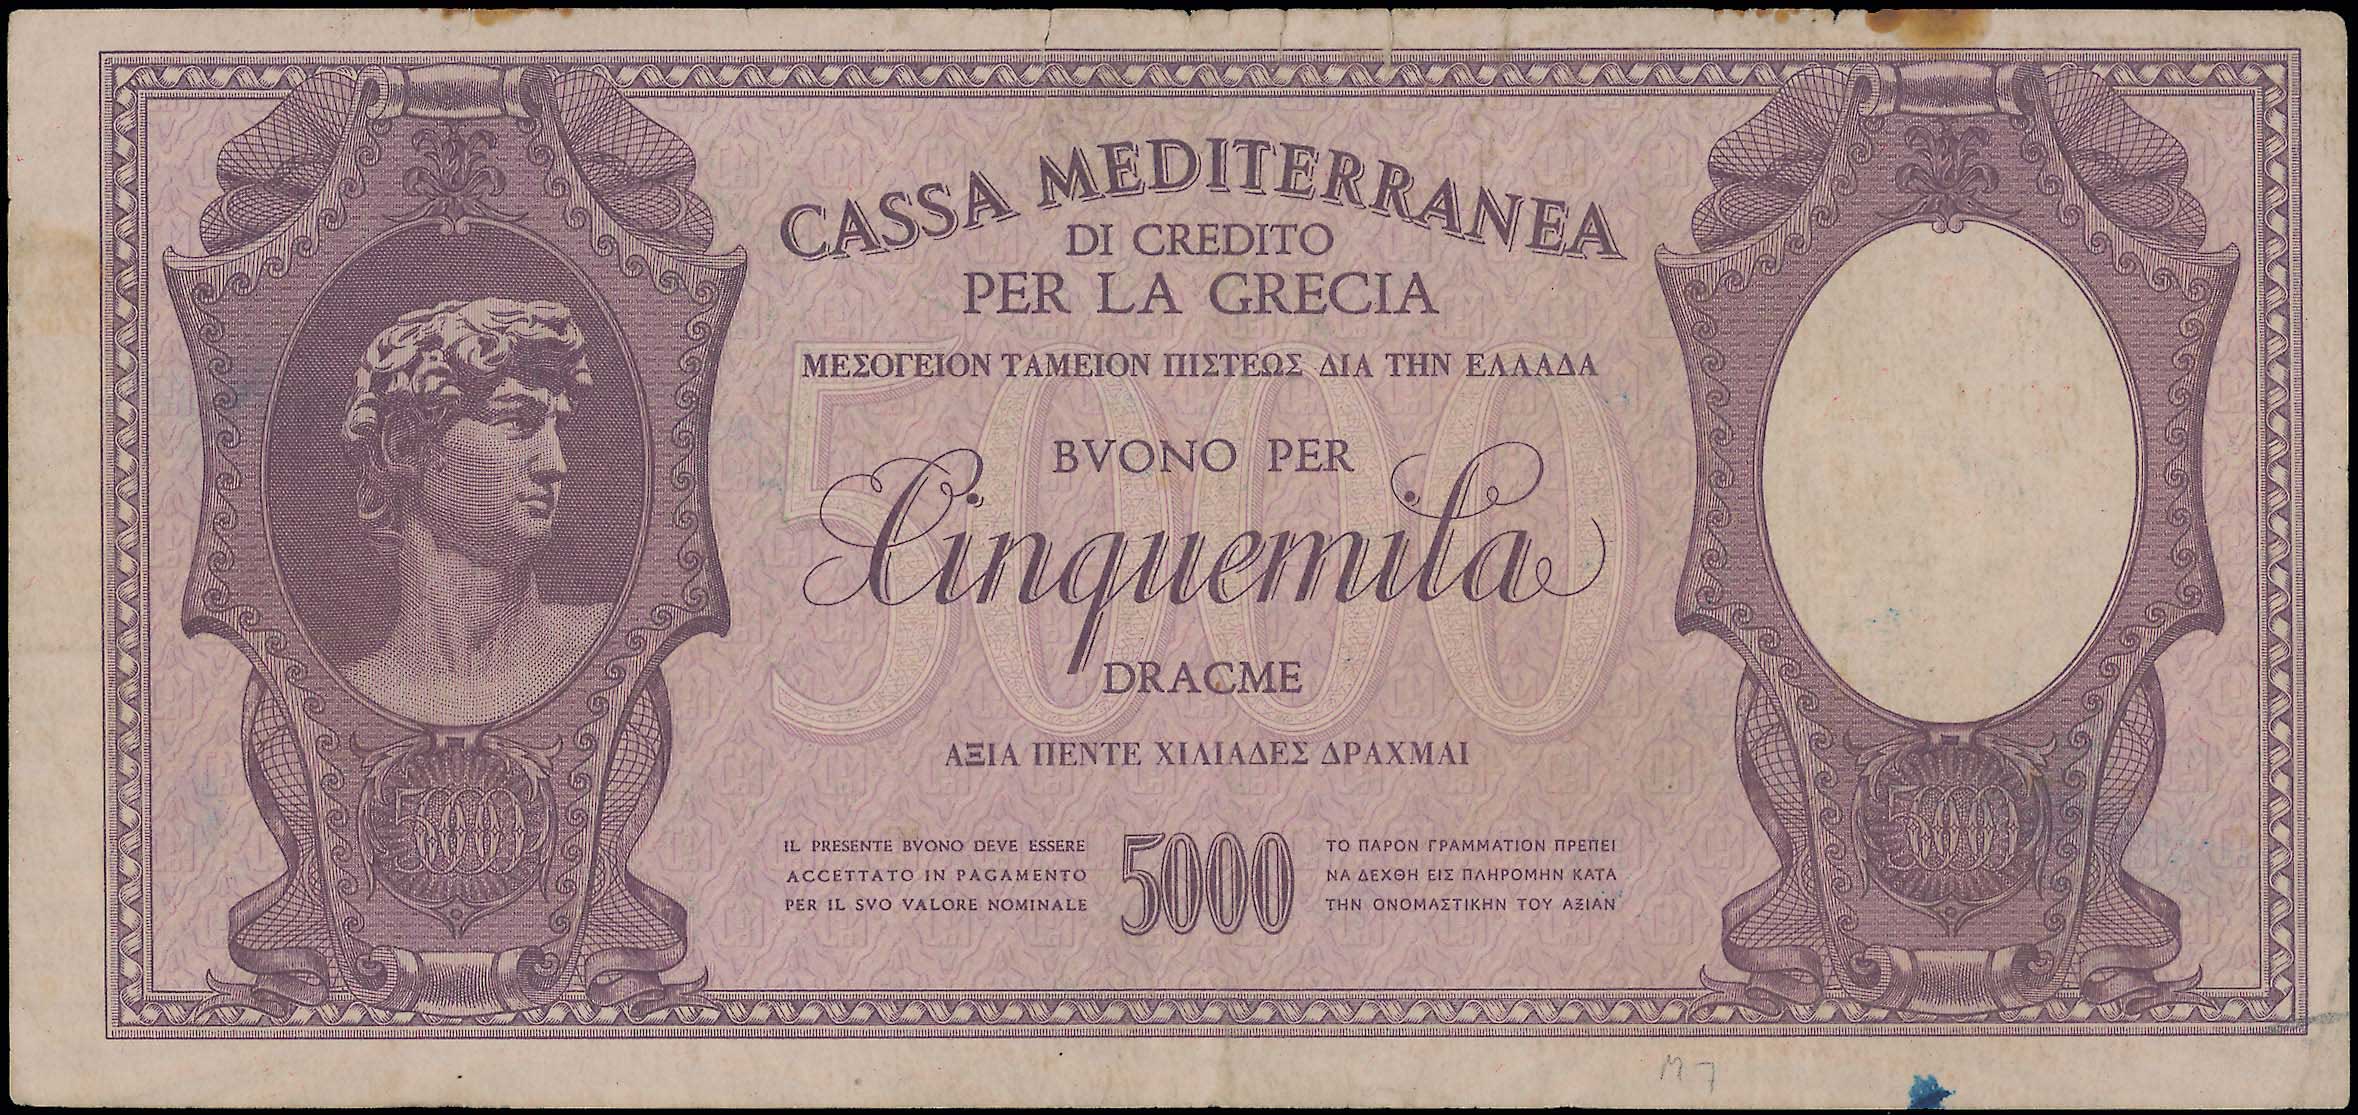 CASSA MEDITERRANEA
DI CREDITO
PER LA GRECIA
ΜΕΣΟΓΕΙΟΝ ΤΑΜΕΙΟΝ ΠΙΣΤΕΩΣ ΔΙΑ ΤΗΝ ΕΛΛΑΔΑ
5000
BVONO PER
Cinquemila
DRACME
ΑΞΙΑ ΠΕΝΤΕ ΧΙΛΙΑΔΕΣ ΔΡΑΧΜΑΙ
5000
5000
IL PRESENTE BVONO DEVE ESSERE
ACCETTATO IN PAGAMENTO
PER IL SVO VALORE NOMINALE
5000
ΤΟ ΠΑΡΟΝ ΓΡΑΜΜΑΤΙΟΝ ΠΡΕΠΕΙ
ΝΑ ΔΕΧΘΗ ΕΙΣ ΠΛΗΡΟΜΗΝ ΚΑΤΑ
ΤΗΝ ΟΝΟΜΑΣΤΙΚΗΝ ΤΟΥ ΑΞΙΑΝ
M 7